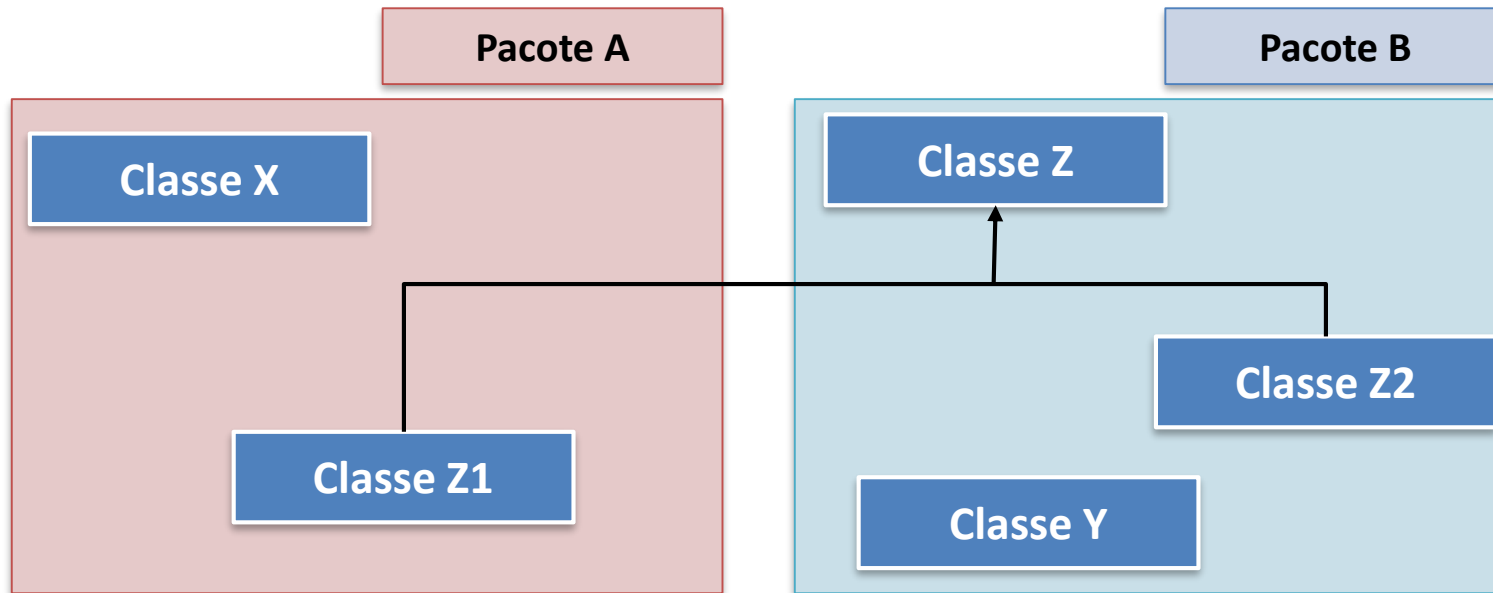 Pacote A
Pacote B
Classe X
Classe Z
Classe Z2
Classe Z1
Classe Y